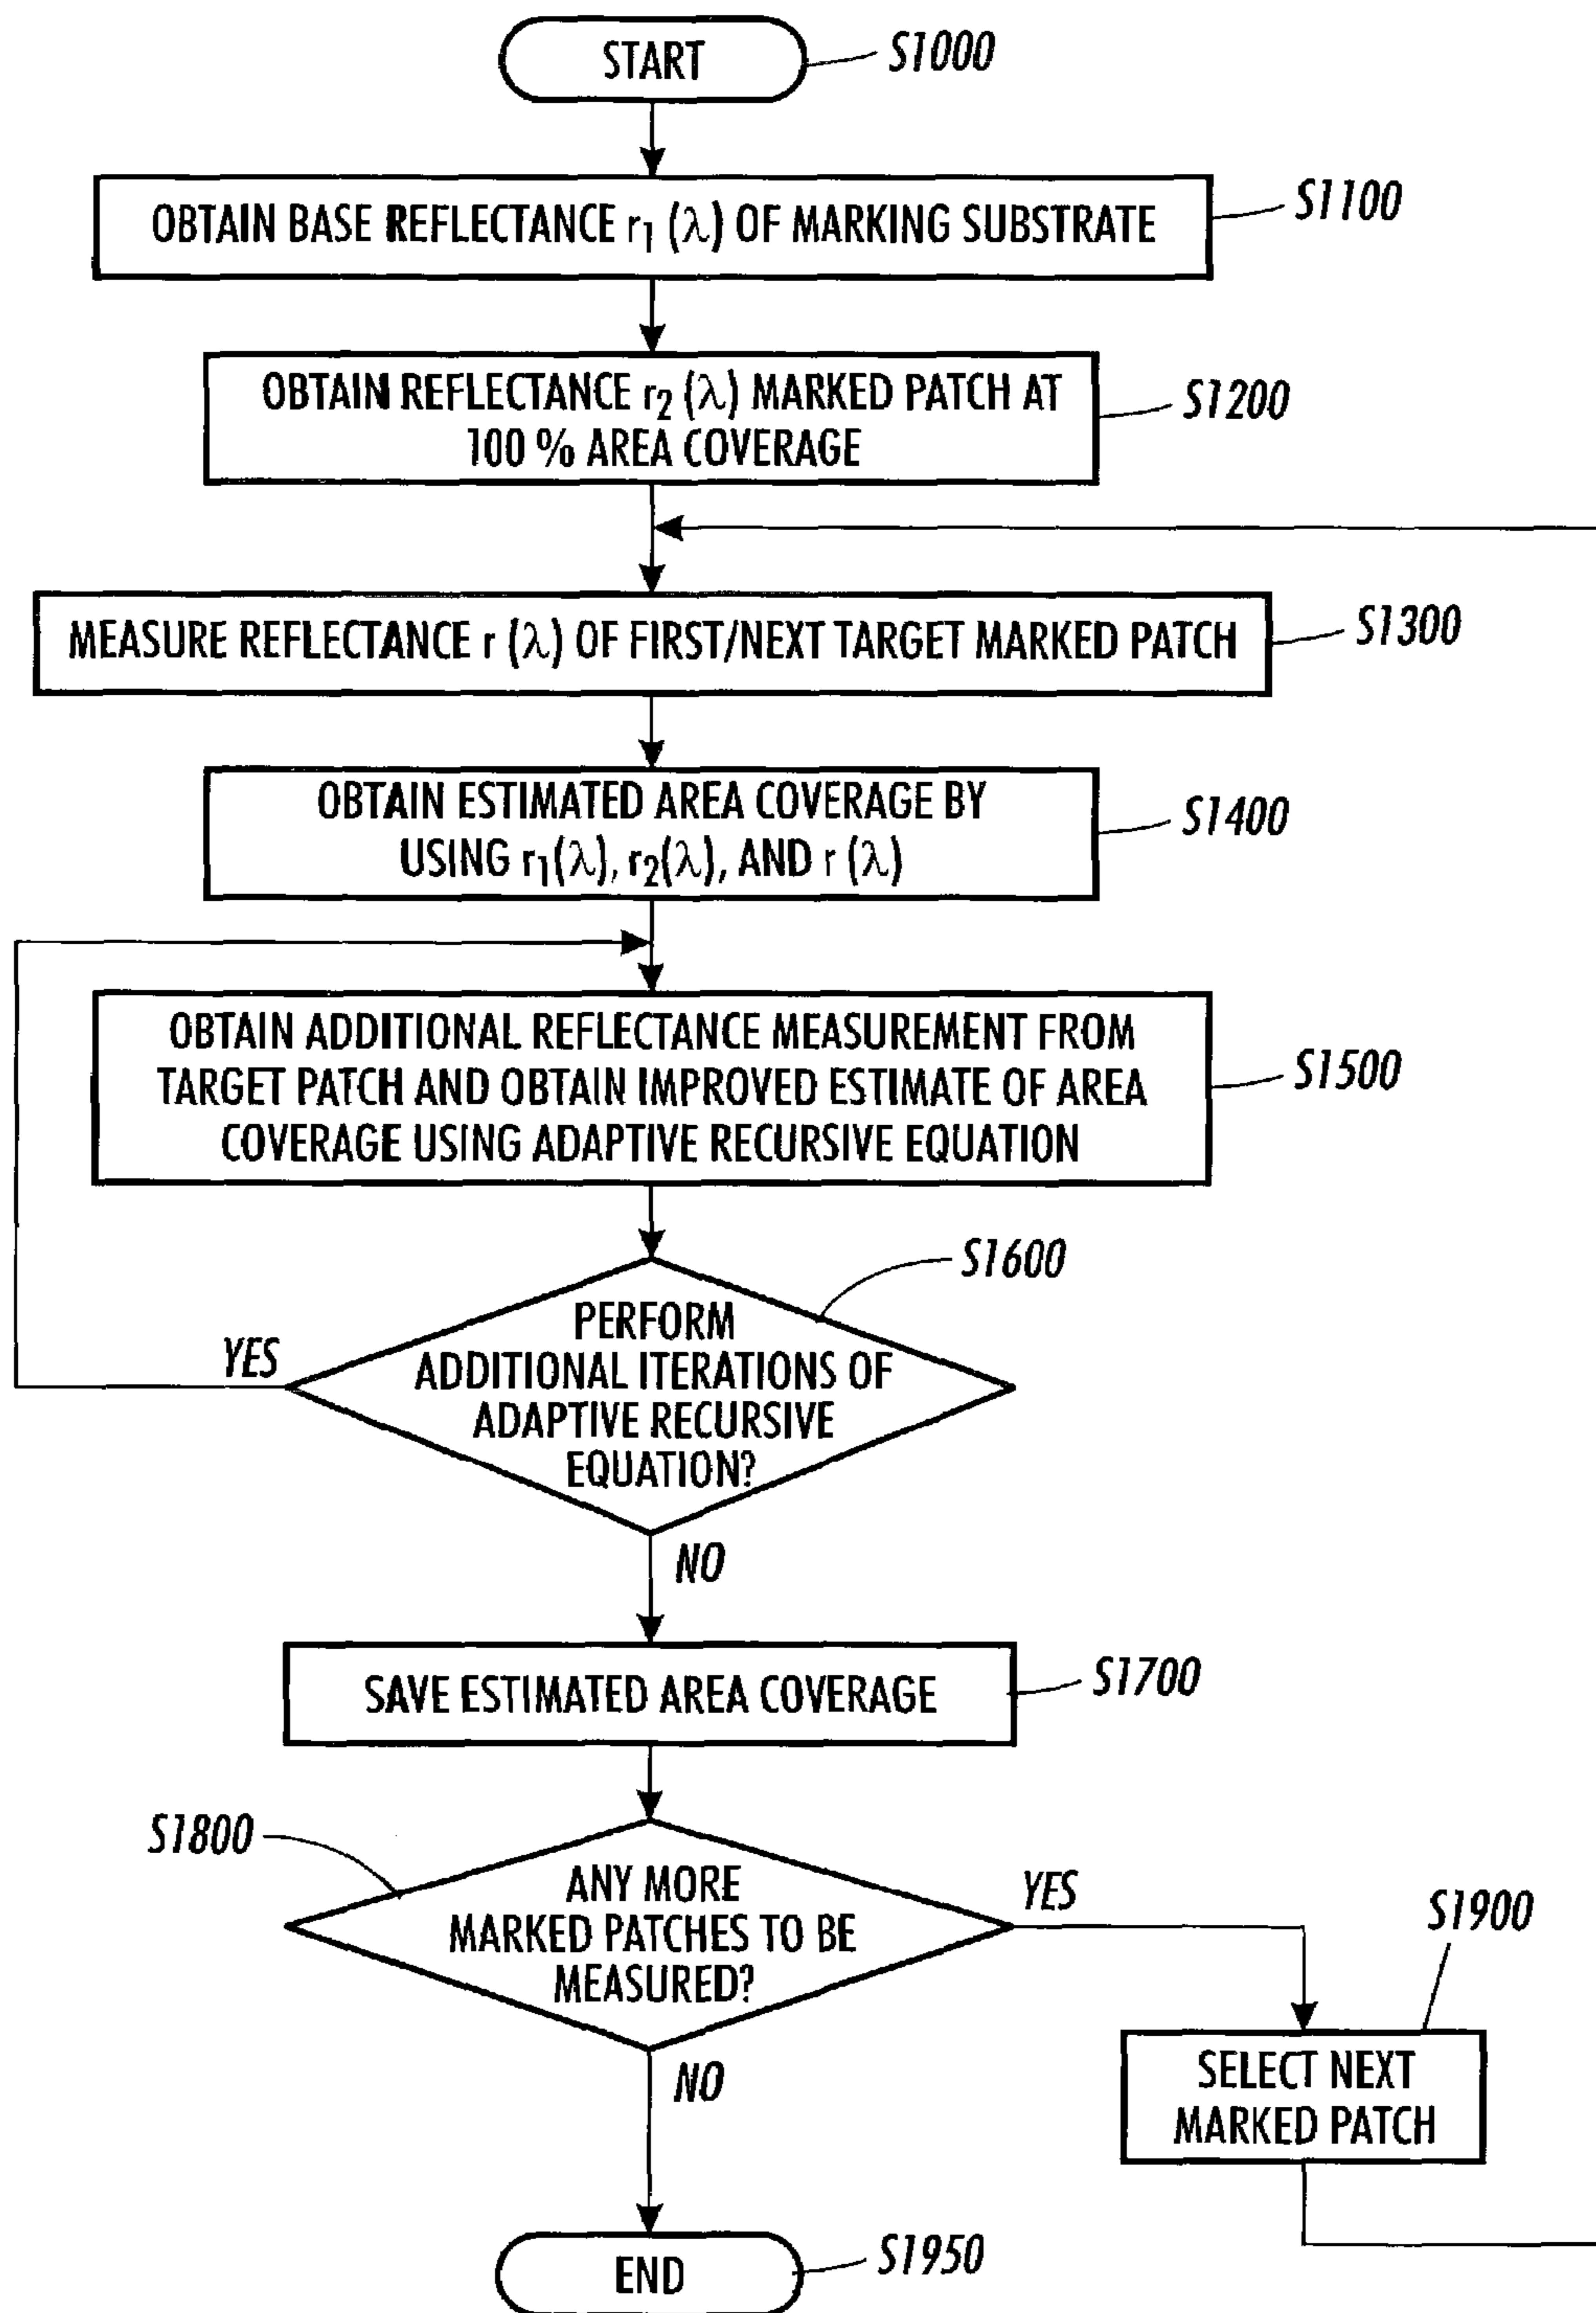 START
S1000
OBTAIN BASE REFLECTANCE r1 (λ) OF MARKING SUBSTRATE
S1100
OBTAIN REFLECTANCE r2 (λ) MARKED PATCH AT
100 % AREA COVERAGE
S1200
MEASURE REFLECTANCE r (λ) OF FIRST/NEXT TARGET MARKED PATCH
S1300
OBTAIN ESTIMATED AREA COVERAGE BY
USING r1(λ), r2(λ), AND r (λ)
S1400
OBTAIN ADDITIONAL REFLECTANCE MEASUREMENT FROM
TARGET PATCH AND OBTAIN IMPROVED ESTIMATE OF AREA
COVERAGE USING ADAPTIVE RECURSIVE EQUATION
S1500
S1600
PERFORM
ADDITIONAL ITERATIONS OF
ADAPTIVE RECURSIVE
EQUATION?
YES
NO
SAVE ESTIMATED AREA COVERAGE
S1700
S1800
ANY MORE
MARKED PATCHES TO BE
MEASURED?
YES
S1900
SELECT NEXT
MARKED PATCH
NO
END
S1950